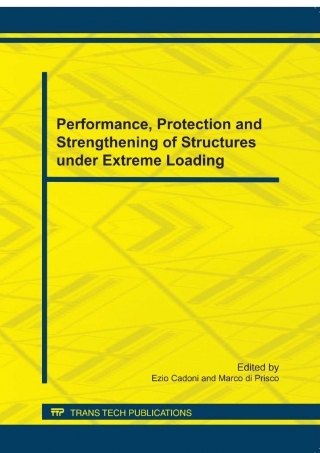 Performance, Protection and
Strengthening of Structures
under Extreme Loading
Edited by
Ezio Cadoni and Marco di Prisco
TTP TRANS TECH PUBLICATIONS